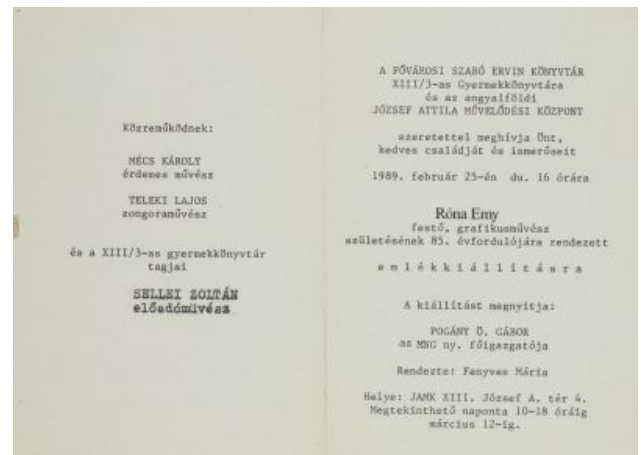 Közreműködnek:
MÉCS KÁROLY
érdemes művész
TELEKI LAJOS
zongoraművész
és a XIII/3-as gyermekkönyvtár
tagjai
SELLEI ZOLTÁN
előadóművész
A FŐVÁROSI SZABÓ ERVIN KÖNYVTÁR
XIII/3-as Gyermekkönyvtára
és az angyalföldi
JÓZSEF ATTILA MŰVELŐDÉSI KÖZPONT
szeretettel meghívja Önt,
kedves családját és ismerőseit
1989. február 25-én du. 16 órára
Róna Emy
festő, grafikusművész
születésének 85. évfordulójára rendezett
e m l é k k i á l l í t á s r a
A kiállítást megnyitja:
POGÁNY Ö. GÁBOR
az MNG ny. főigazgatója
Rendezte: Fenyves Mária
Helye: JAMK XIII. József A. tér 4.
Megtekinthető naponta 10-18 óráig
március 12-ig.